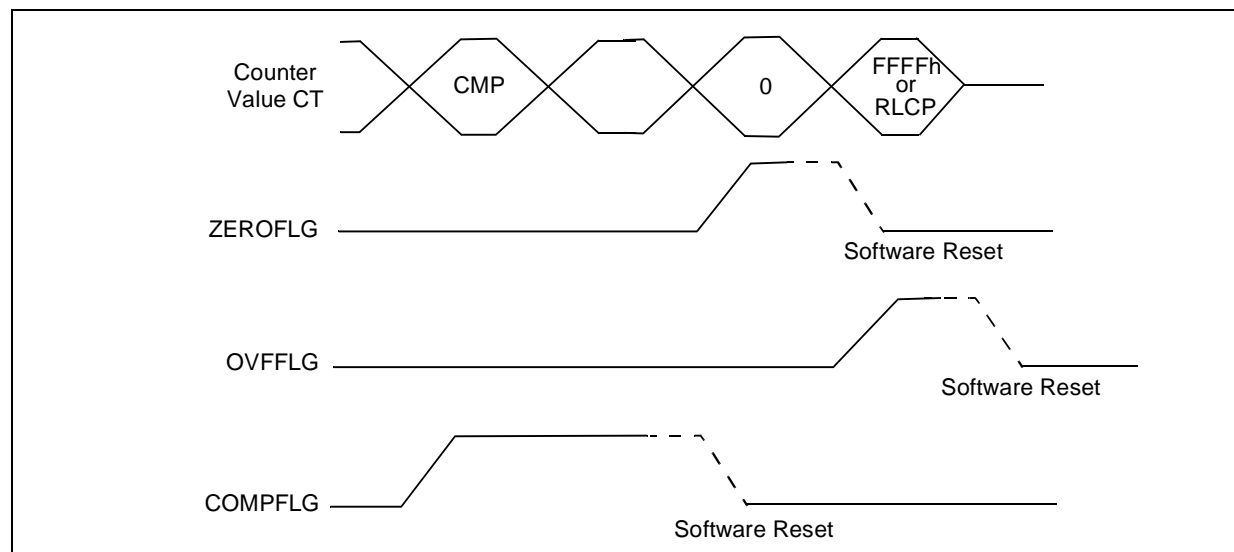 Counter
Value CT
CMP
0
FFFFh
or
RLCP
ZEROFLG
Software Reset
OVFFLG
Software Reset
COMPFLG
Software Reset